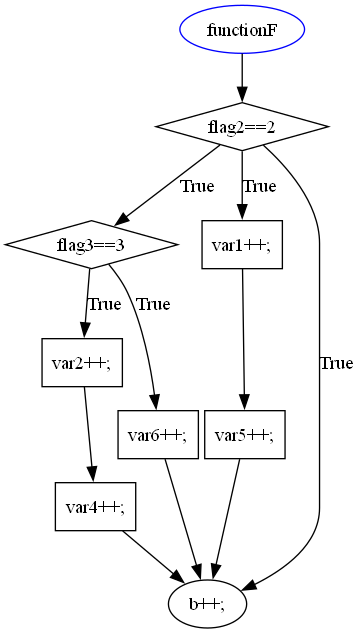 functionF
flag2==2
True
True
flag3==3
var1++;
True
True
True
var2++;
var6++;
var5++;
var4++;
b++;